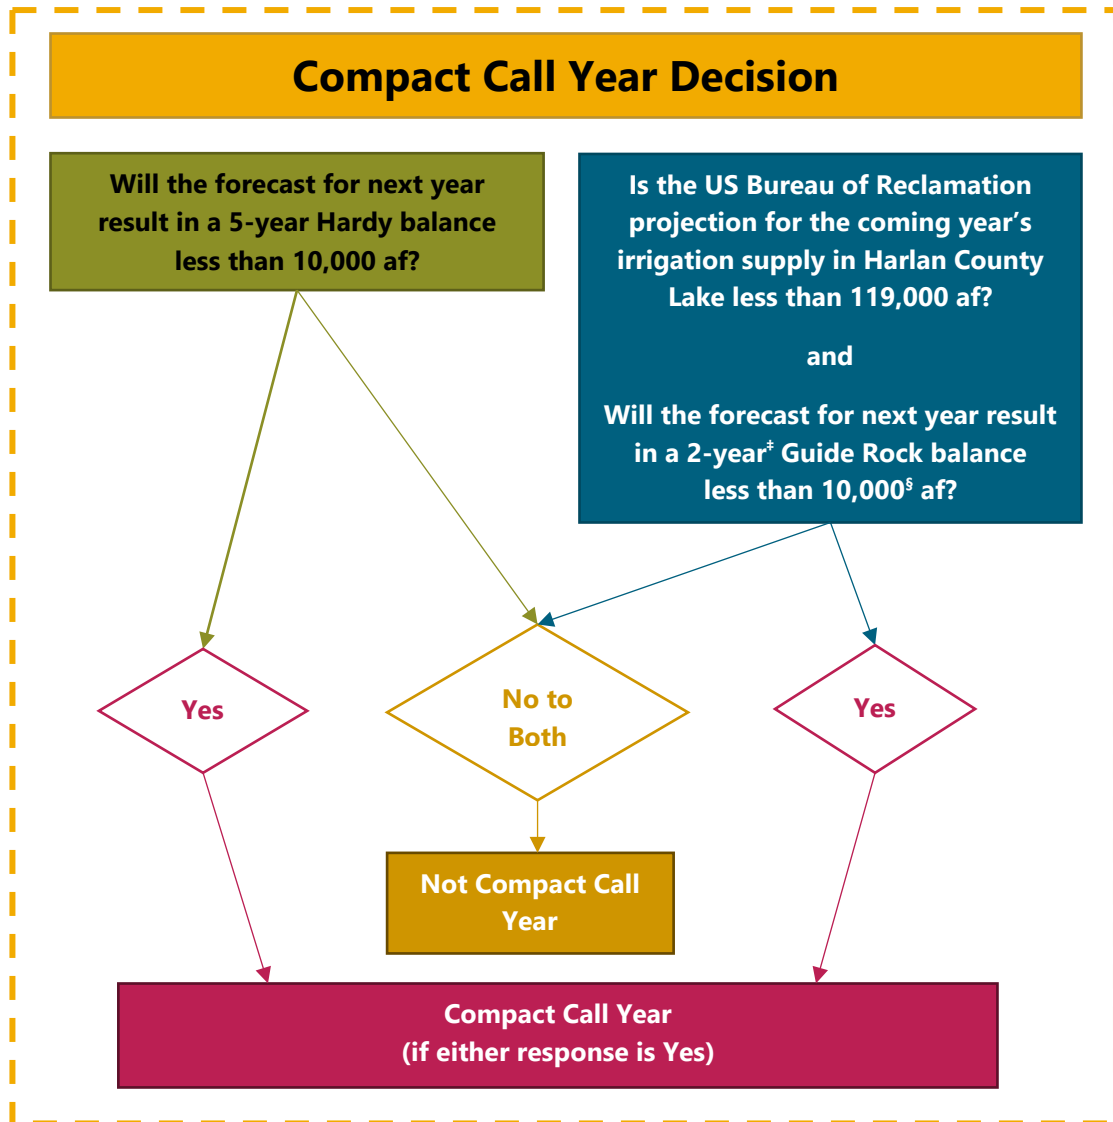 Compact Call Year Decision
Will the forecast for next year
result in a 5-year Hardy balance
less than 10,000 af?
Is the US Bureau of Reclamation
projection for the coming year’s
irrigation supply in Harlan County
Lake less than 119,000 af?
and
Will the forecast for next year result
in a 2-year‡ Guide Rock balance
less than 10,000§ af?
Yes
No to
Both
Yes
Not Compact Call
Year
Compact Call Year
(if either response is Yes)